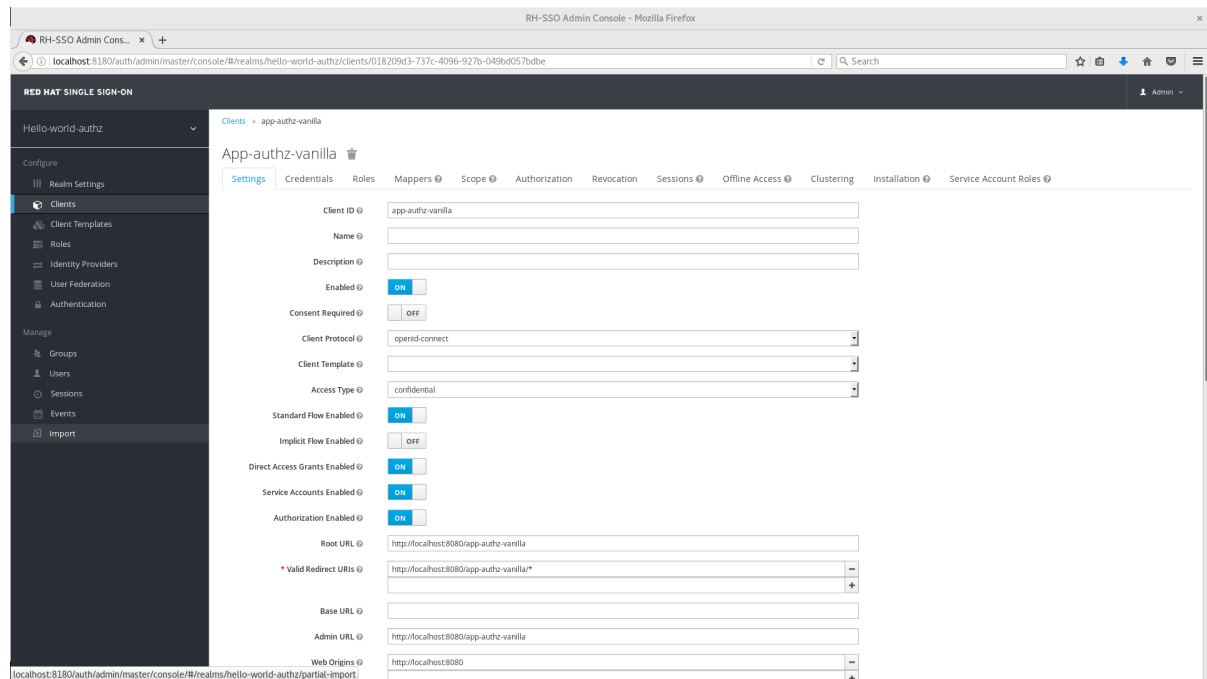 RH-SSO Admin Console - Mozilla Firefox
RH-SSO Admin Cons...
localhost:8180/auth/admin/master/console/#/realms/hello-world-authz/clients/018209d3-737c-4096-927b-049bd057bdbe
Search
RED HAT SINGLE SIGN-ON
Admin
Hello-world-authz
Configure
Realm Settings
Clients
Client Templates
Roles
Identity Providers
User Federation
Authentication
Manage
Groups
Users
Sessions
Events
Import
Clients » app-authz-vanilla
App-authz-vanilla
Settings Credentials Roles Mappers Scope Authorization Revocation Sessions Offline Access Clustering Installation Service Account Roles
Client ID app-authz-vanilla
Name
Description
Enabled ON
Consent Required OFF
Client Protocol openid-connect
Client Template
Access Type confidential
Standard Flow Enabled ON
Implicit Flow Enabled OFF
Direct Access Grants Enabled ON
Service Accounts Enabled ON
Authorization Enabled ON
Root URL http://localhost:8080/app-authz-vanilla
* Valid Redirect URIs http://localhost:8080/app-authz-vanilla/*
Base URL
Admin URL http://localhost:8080/app-authz-vanilla
Web Origins http://localhost:8080
localhost:8180/auth/admin/master/console/#/realms/hello-world-authz/partial-import